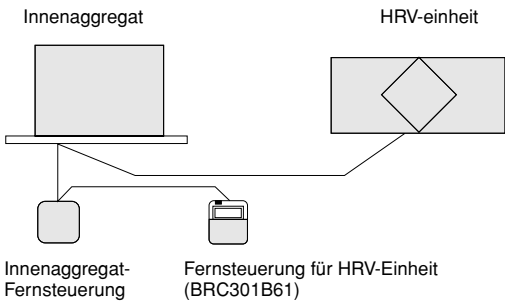 Innenaggregat
HRV-einheit
Innenaggregat-
Fernsteuerung
Fernsteuerung für HRV-Einheit
(BRC301B61)